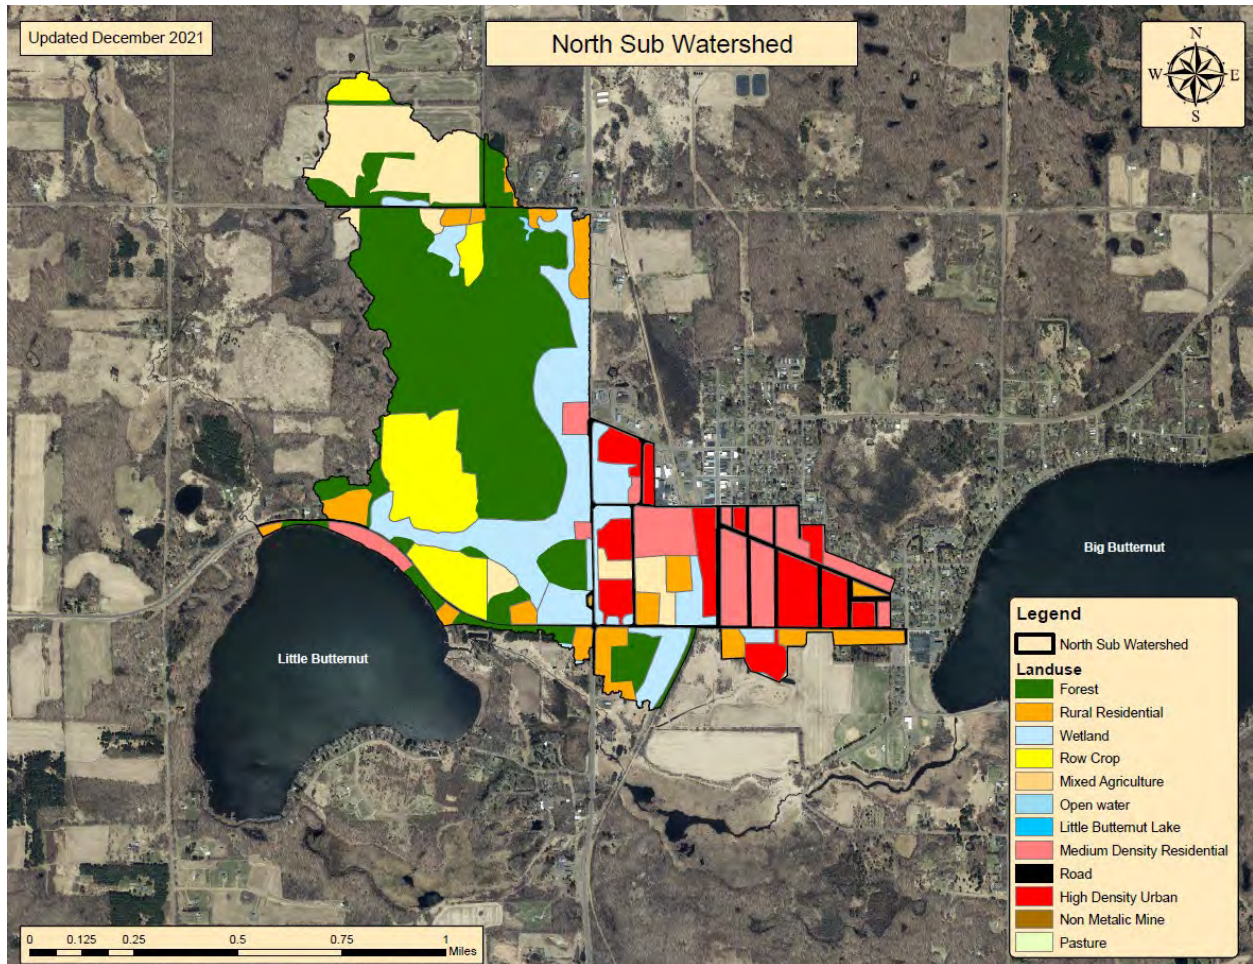 Updated December 2021
North Sub Watershed
N
W
E
S
Big Butternut
Little Butternut
Legend
North Sub Watershed
Landuse
Forest
Rural Residential
Wetland
Row Crop
Mixed Agriculture
Open water
Little Butternut Lake
Medium Density Residential
Road
High Density Urban
Non Metalic Mine
Pasture
0 0.125 0.25 0.5 0.75 1
Miles